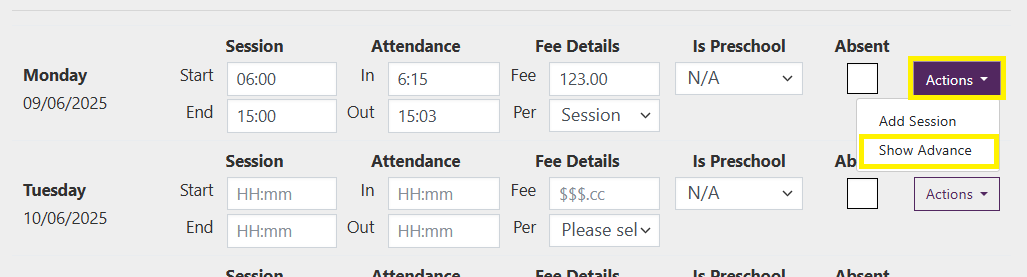 Session Attendance Fee Details Is Preschool Absent
Monday Start 06:00 In 6:15 Fee 123.00 N/A Actions
09/06/2025
End 15:00 Out 15:03 Per Session
Add Session
Show Advance
Session Attendance Fee Details Is Preschool Ab
Tuesday Start HH:mm In HH:mm Fee $$$.cc N/A Actions
10/06/2025
End HH:mm Out HH:mm Per Please sel
Session Attendance Fee Details Is Preschool Absent